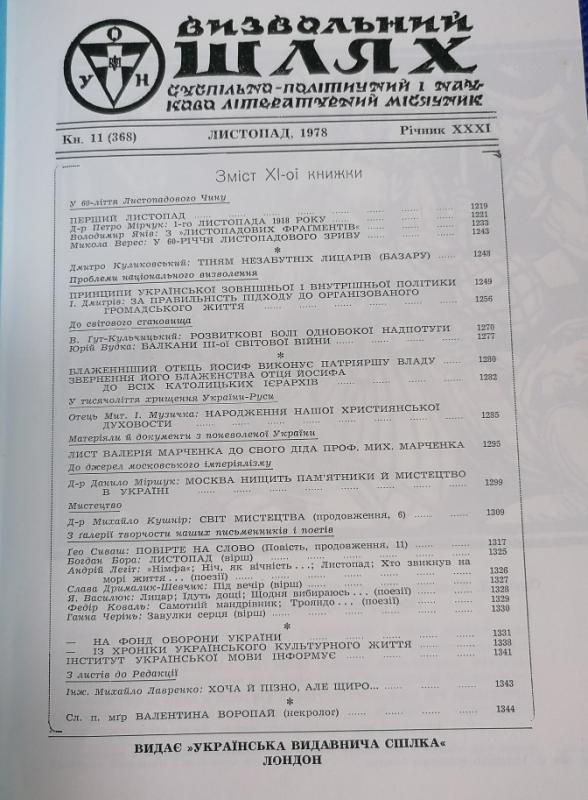 О
У Н
ВИЗВОЛЬНИЙ
ШЛЯХ
СУСПІЛЬНО-ПОЛІТИЧНИЙ І НАУ-
КОВО ЛІТЕРАТУРНИЙ МІСЯЧНИК
Кн. 11 (368) ЛИСТОПАД, 1978 Річник XXXI
Зміст XI-ої книжки
У 60-ліття Листопадового Чину
ПЕРШИЙ ЛИСТОПАД ... 1219
Д-р Петро Мірчук: 1-го ЛИСТОПАДА 1918 РОКУ ... 1221
Володимир Янів: З »ЛИСТОПАДОВИХ ФРАҐМЕНТІВ« ... 1233
Микола Верес: У 60-РІЧЧЯ ЛИСТОПАДОВОГО ЗРИВУ ... 1243
*
Дмитро Куликовський: ТІНЯМ НЕЗАБУТНІХ ЛИЦАРІВ (БАЗАРУ) ... 1248
Проблеми національного визволення
ПРИНЦИПИ УКРАЇНСЬКОЇ ЗОВНІШНЬОЇ І ВНУТРІШНЬОЇ ПОЛІТИКИ 1249
І. Дмитрів: ЗА ПРАВИЛЬНІСТЬ ПІДХОДУ ДО ОРГАНІЗОВАНОГО
ГРОМАДСЬКОГО ЖИТТЯ ... 1256
До світового становища
В. Гут-Кульчицький: РОЗВИТКОВІ БОЛІ ОДНОБОКОЇ НАДПОТУГИ 1270
Юрій Вудка: БАЛКАНИ ІІІ-ої СВІТОВОЇ ВІЙНИ ... 1277
*
БЛАЖЕННІШИЙ ОТЕЦЬ ЙОСИФ ВИКОНУЄ ПАТРІЯРШУ ВЛАДУ ... 1280
ЗВЕРНЕННЯ ЙОГО БЛАЖЕНСТВА ОТЦЯ ЙОСИФА
ДО ВСІХ КАТОЛИЦЬКИХ ІЄРАРХІВ ... 1282
У тисячоліття хрищення України-Руси
Отець Мит. І. Музичка: НАРОДЖЕННЯ НАШОЇ ХРИСТИЯНСЬКОЇ
ДУХОВОСТИ ... 1285
Матеріяли й документи з поневоленої України
ЛИСТ ВАЛЕРІЯ МАРЧЕНКА ДО СВОГО ДІДА ПРОФ. МИХ. МАРЧЕНКА 1295
До джерел московського імперіялізму
Д-р Данило Міршук: МОСКВА НИЩИТЬ ПАМ'ЯТНИКИ Й МИСТЕЦТВО
В УКРАЇНІ ... 1299
Мистецтво
Д-р Михайло Кушнір: СВІТ МИСТЕЦТВА (продовження, 6) ... 1309
З ґалерії творчости наших письменників і поетів
Ґео Сиваш: ПОВІРТЕ НА СЛОВО (Повість, продовження, 11) ... 1317
Богдан Бора: ЛИСТОПАД (вірш) ... 1325
Андрій Легіт: »Німфа«; Ніч, як вічність...; Листопад; Хто звикнув на
морі життя... (поезії) ... 1326
Слава Дрималик-Шевчик: Під вечір (вірш) ... 1327
Я. Василюк: Лицар; Ідуть дощі; Щодня вибираюсь... (поезії) ... 1328
Федір Коваль: Самотній мандрівник; Трояндо... (поезії) ... 1329
Ганна Черінь: Завулки серця (вірш) ... 1330
*
— НА ФОНД ОБОРОНИ УКРАЇНИ ... 1331
— ІЗ ХРОНІКИ УКРАЇНСЬКОГО КУЛЬТУРНОГО ЖИТТЯ ... 1338
ІНСТИТУТ УКРАЇНСЬКОЇ МОВИ ІНФОРМУЄ ... 1341
З листів до Редакції
Інж. Михайло Лавренко: ХОЧА Й ПІЗНО, АЛЕ ЩИРО... ... 1343
*
Сл. п. мґр ВАЛЕНТИНА ВОРОПАЙ (некролог) ... 1344
ВИДАЄ »УКРАЇНСЬКА ВИДАВНИЧА СПІЛКА«
ЛОНДОН